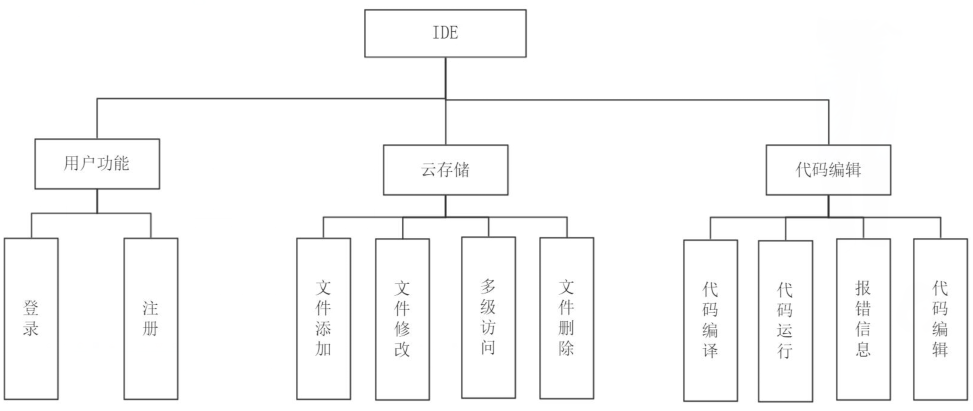 IDE
用户功能
云存储
代码编辑
登录
注册
文件添加
文件修改
多级访问
文件删除
代码编译
代码运行
报错信息
代码编辑